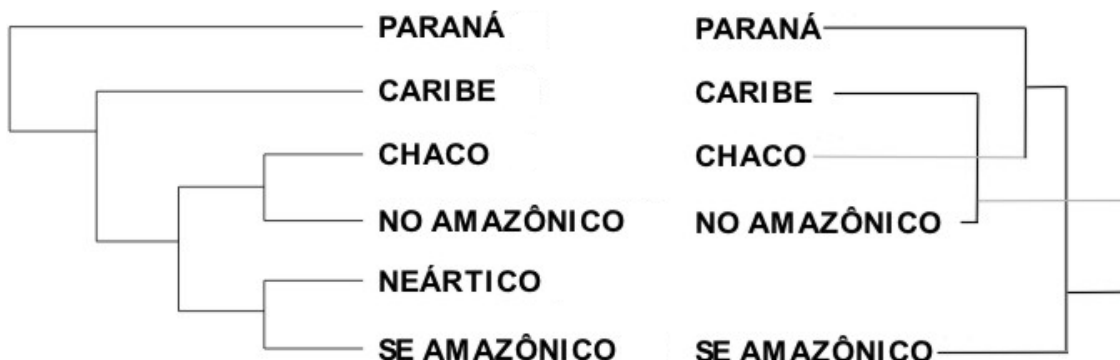 PARANÁ
CARIBE
CHACO
NO AMAZÔNICO
NEÁRTICO
SE AMAZÔNICO
PARANÁ
CARIBE
CHACO
NO AMAZÔNICO
SE AMAZÔNICO